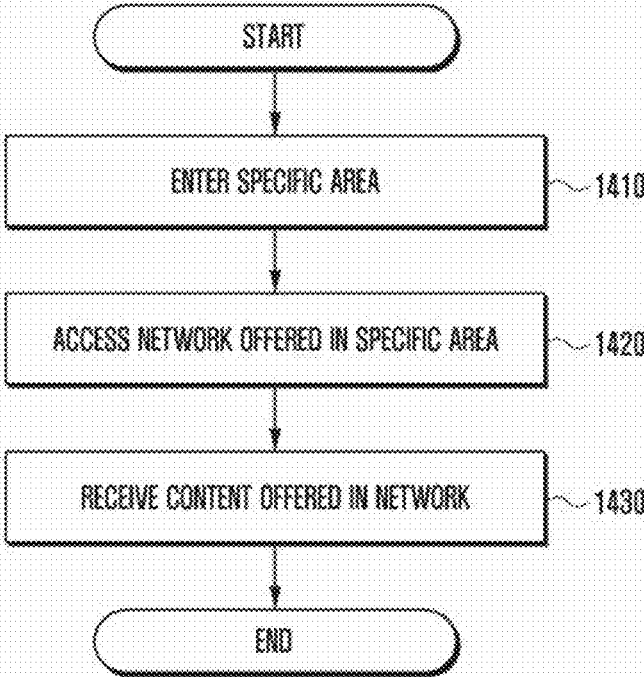 START
ENTER SPECIFIC AREA
1410
ACCESS NETWORK OFFERED IN SPECIFIC AREA
1420
RECEIVE CONTENT OFFERED IN NETWORK
1430
END